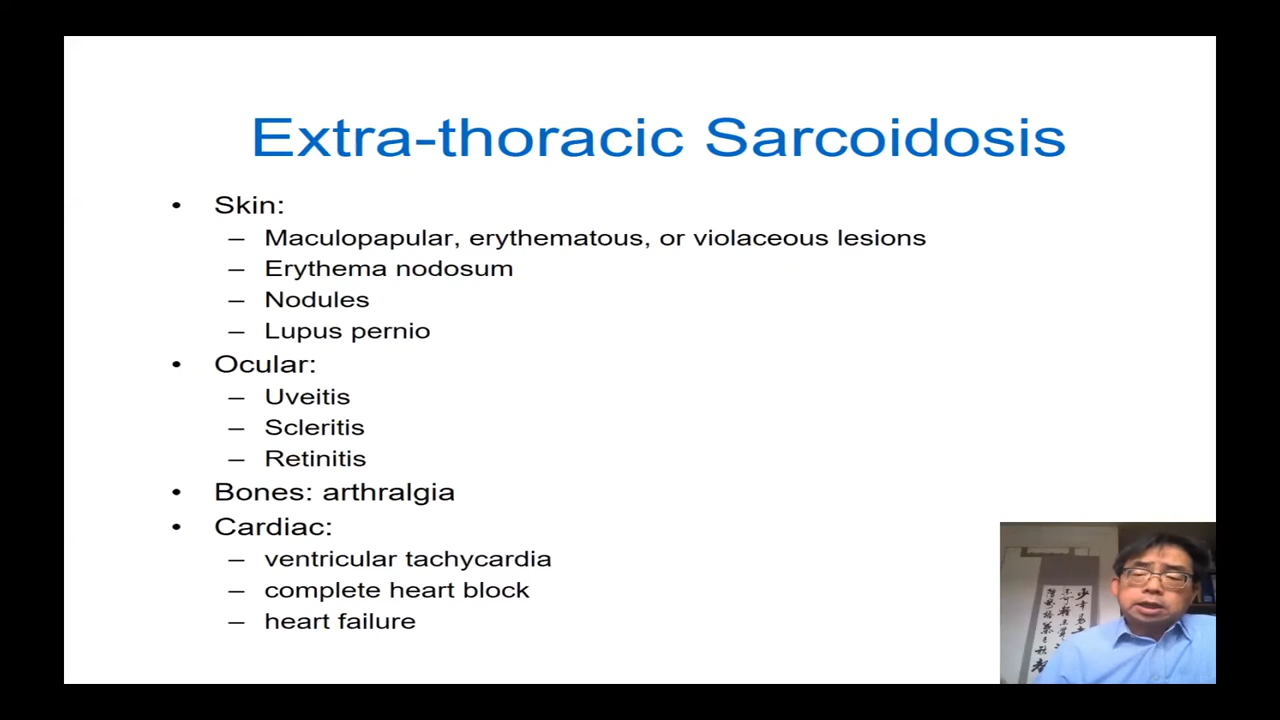 Extra-thoracic Sarcoidosis
• Skin:
– Maculopapular, erythematous, or violaceous lesions
– Erythema nodosum
– Nodules
– Lupus pernio
• Ocular:
– Uveitis
– Scleritis
– Retinitis
• Bones: arthralgia
• Cardiac:
– ventricular tachycardia
– complete heart block
– heart failure